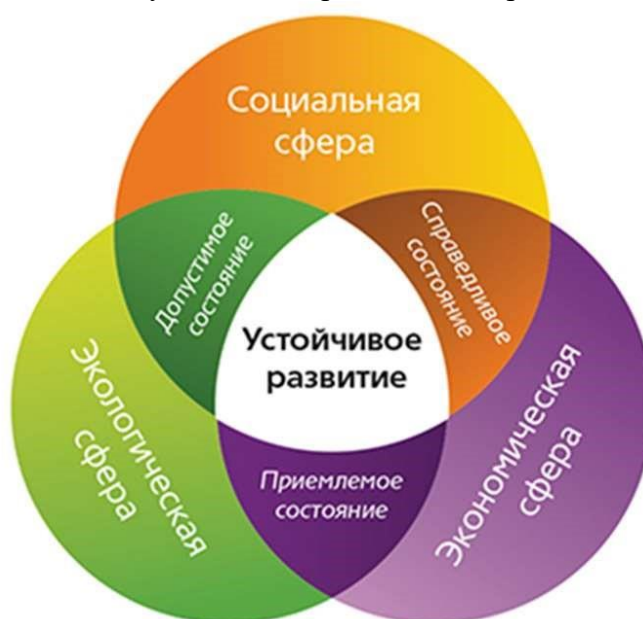 Социальная
сфера
Допустимое
состояние
Справедливое
состояние
Устойчивое
развитие
Экологическая
сфера
Экономическая
сфера
Приемлемое
состояние